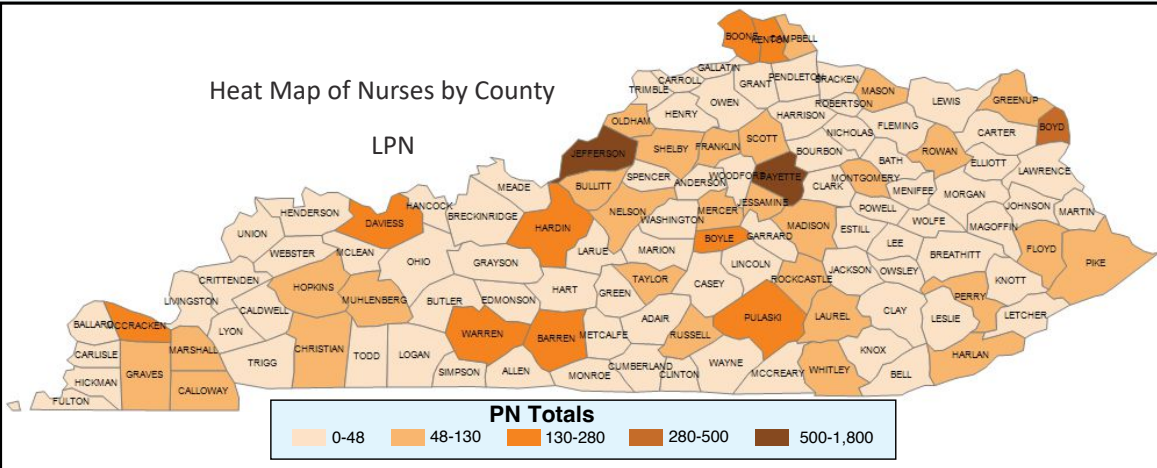 Heat Map of Nurses by County
LPN
BOONE
KENTON
CAMPBELL
GALLATIN
PENDLETON
BRACKEN
CARROLL
GRANT
TRIMBLE
OWEN
ROBERTSON
MASON
LEWIS
GREENUP
OLDHAM
HENRY
HARRISON
FLEMING
CARTER
BOYD
JEFFERSON
SHELBY
FRANKLIN
SCOTT
NICHOLAS
BOURBON
BATH
ROWAN
ELLIOTT
LAWRENCE
SPENCER
ANDERSON
WOODFORD
FAYETTE
CLARK
MONTGOMERY
MENIFEE
MORGAN
MEADE
BULLITT
HANCOCK
BRECKINRIDGE
HARDIN
NELSON
WASHINGTON
MERCER
JESSAMINE
POWELL
WOLFE
MAGOFFIN
JOHNSON
MARTIN
HENDERSON
DAVIESS
UNION
WEBSTER
MCLEAN
OHIO
GRAYSON
LARUE
MARION
BOYLE
GARRARD
MADISON
ESTILL
LEE
BREATHITT
FLOYD
PIKE
CRITTENDEN
HOPKINS
MUHLENBERG
BUTLER
EDMONSON
HART
GREEN
TAYLOR
CASEY
LINCOLN
ROCKCASTLE
JACKSON
OWSLEY
PERRY
KNOTT
LIVINGSTON
CALDWELL
LYON
BALLARD
MCCRACKEN
WARREN
BARREN
METCALFE
ADAIR
RUSSELL
PULASKI
LAUREL
CLAY
LESLIE
LETCHER
CARLISLE
GRAVES
MARSHALL
TRIGG
CHRISTIAN
TODD
LOGAN
SIMPSON
ALLEN
MONROE
CUMBERLAND
CLINTON
WAYNE
MCCREARY
WHITLEY
KNOX
BELL
HARLAN
HICKMAN
FULTON
CALLOWAY
PN Totals
0-48 48-130 130-280 280-500 500-1,800